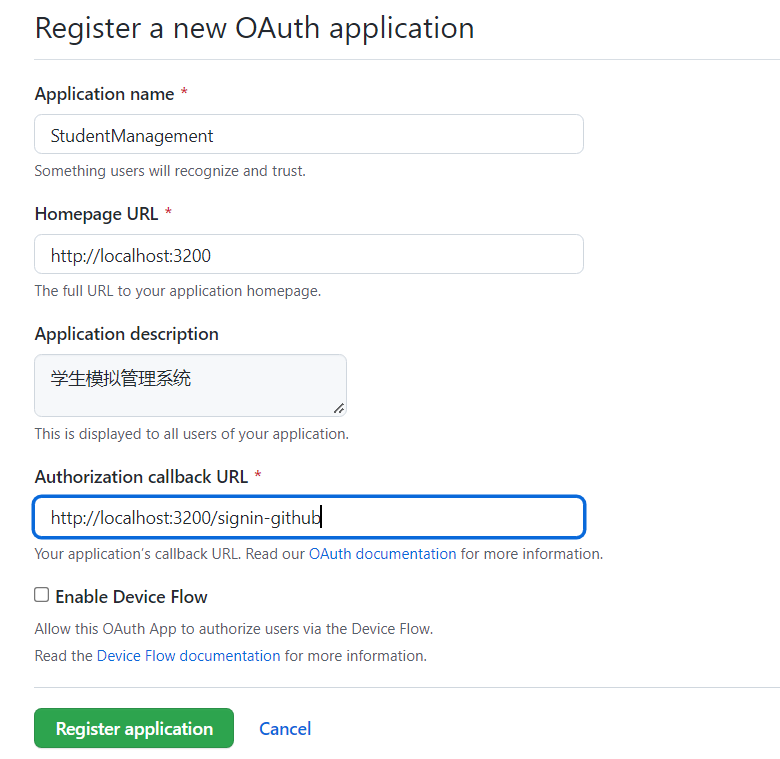 Register a new OAuth application
Application name *
StudentManagement
Something users will recognize and trust.
Homepage URL *
http://localhost:3200
The full URL to your application homepage.
Application description
学生模拟管理系统
This is displayed to all users of your application.
Authorization callback URL *
http://localhost:3200/signin-github
Your application’s callback URL. Read our OAuth documentation for more information.
Enable Device Flow
Allow this OAuth App to authorize users via the Device Flow.
Read the Device Flow documentation for more information.
Register application Cancel